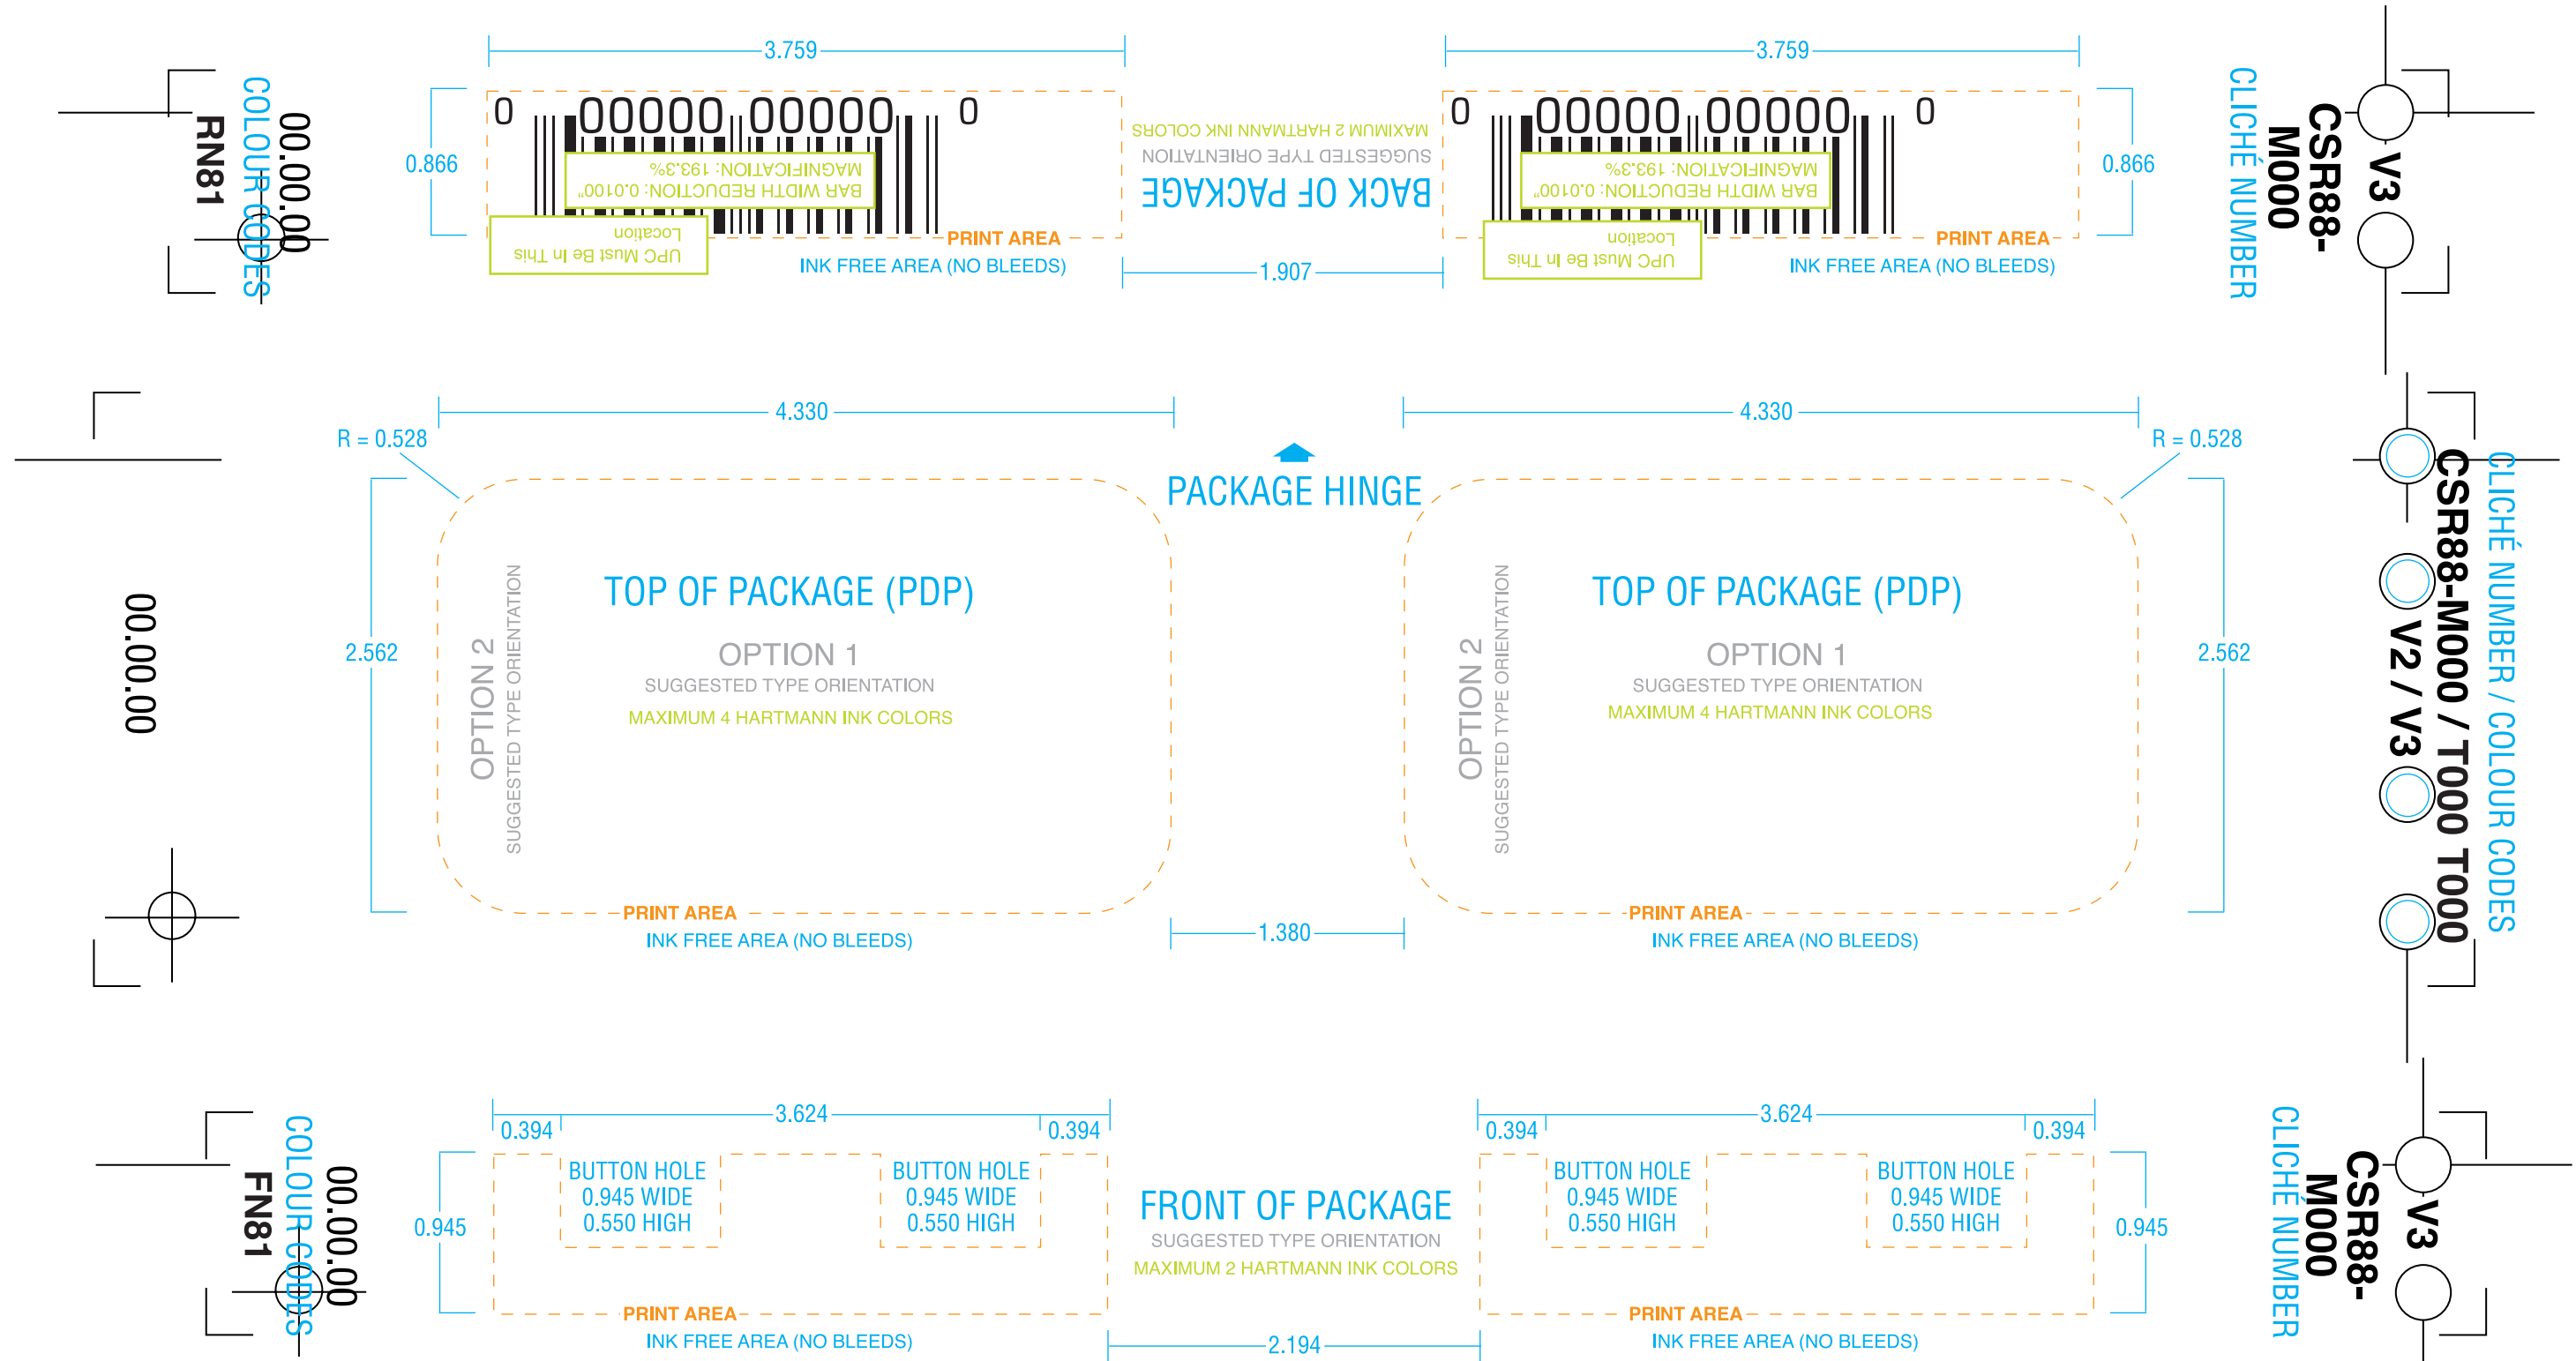 3.759
3.759
COLOUR CODES
00.00.00
RN81
0.866
0 00000 00000 0
MAGNIFICATION: 193.3%
BAR WIDTH REDUCTION: 0.0100"
UPC Must Be In This
Location
PRINT AREA
INK FREE AREA (NO BLEEDS)
BACK OF PACKAGE
SUGGESTED TYPE ORIENTATION
MAXIMUM 2 HARTMANN INK COLORS
1.907
0 00000 00000 0
MAGNIFICATION: 193.3%
BAR WIDTH REDUCTION: 0.0100"
UPC Must Be In This
Location
PRINT AREA
INK FREE AREA (NO BLEEDS)
0.866
CLICHÉ NUMBER
CSR88-
M000
V3
4.330
4.330
R = 0.528
R = 0.528
PACKAGE HINGE
00.00.00
2.562
OPTION 2
SUGGESTED TYPE ORIENTATION
TOP OF PACKAGE (PDP)
OPTION 1
SUGGESTED TYPE ORIENTATION
MAXIMUM 4 HARTMANN INK COLORS
PRINT AREA
INK FREE AREA (NO BLEEDS)
1.380
OPTION 2
SUGGESTED TYPE ORIENTATION
TOP OF PACKAGE (PDP)
OPTION 1
SUGGESTED TYPE ORIENTATION
MAXIMUM 4 HARTMANN INK COLORS
PRINT AREA
INK FREE AREA (NO BLEEDS)
2.562
CLICHÉ NUMBER / COLOUR CODES
CSR88-M000 / T000 T000
V2 / V3
3.624
0.394
0.394
3.624
0.394
0.394
COLOUR CODES
00.00.00
FN81
0.945
BUTTON HOLE
0.945 WIDE
0.550 HIGH
BUTTON HOLE
0.945 WIDE
0.550 HIGH
PRINT AREA
INK FREE AREA (NO BLEEDS)
FRONT OF PACKAGE
SUGGESTED TYPE ORIENTATION
MAXIMUM 2 HARTMANN INK COLORS
2.194
BUTTON HOLE
0.945 WIDE
0.550 HIGH
BUTTON HOLE
0.945 WIDE
0.550 HIGH
PRINT AREA
INK FREE AREA (NO BLEEDS)
0.945
CLICHÉ NUMBER
CSR88-
M000
V3